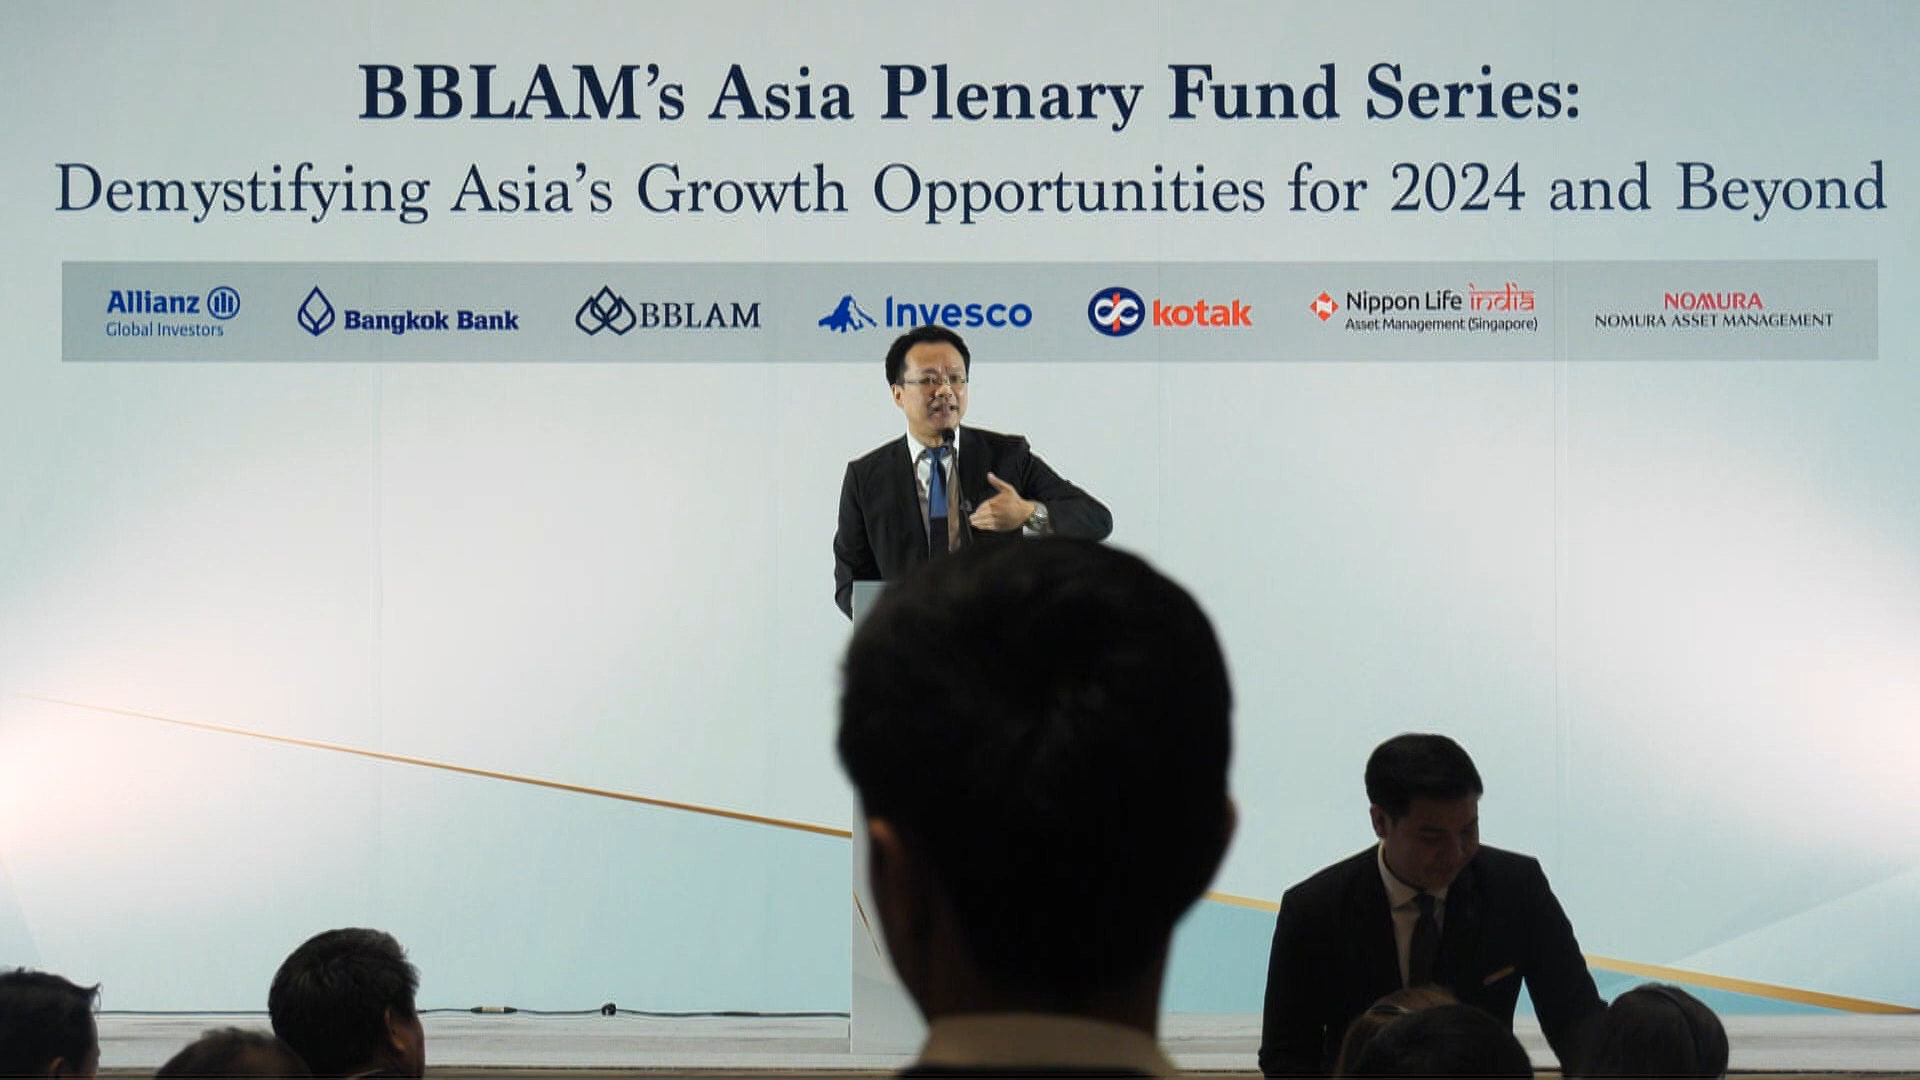 BBLAM's Asia Plenary Fund Series:
Demystifying Asia's Growth Opportunities for 2024 and Beyond
Allianz
Global Investors
Bangkok Bank
BBLAM
Invesco
kotak
Nippon Life india
Asset Management (Singapore)
NOMURA
NOMURA ASSET MANAGEMENT